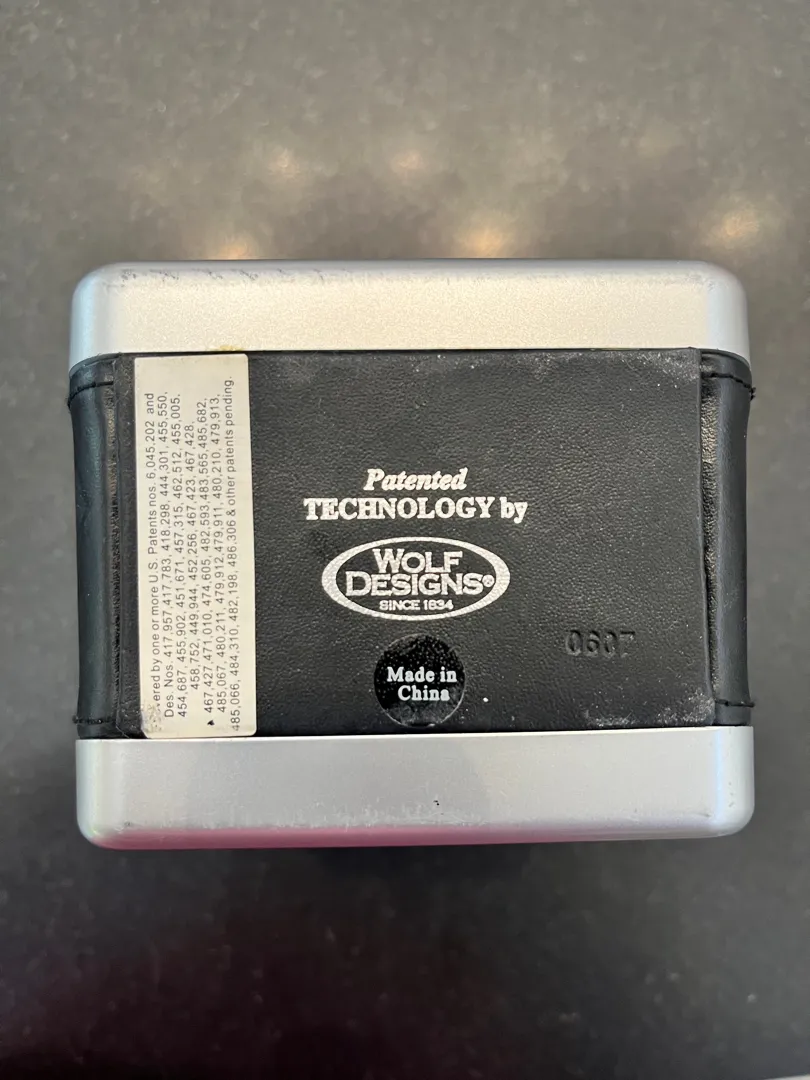 ered by one or more U.S. Patents nos. 6,045,202 and
Des. Nos. 417,957,417,783, 418,298, 444,301, 455,550,
454,687, 455,902, 451,671, 457,315, 462,512, 455,005.
458,752, 449,944, 452,256, 467,423, 467,428.
467,427,471,010, 474,605, 482,593,483,565,485,682,
485,067, 480,211, 479,912,479,911, 480,210, 479,913,
485,066, 484,310, 482,198, 486,306 & other patents pending.
Patented
TECHNOLOGY by
WOLF
DESIGNS®
SINCE 1834
0607
Made in
China